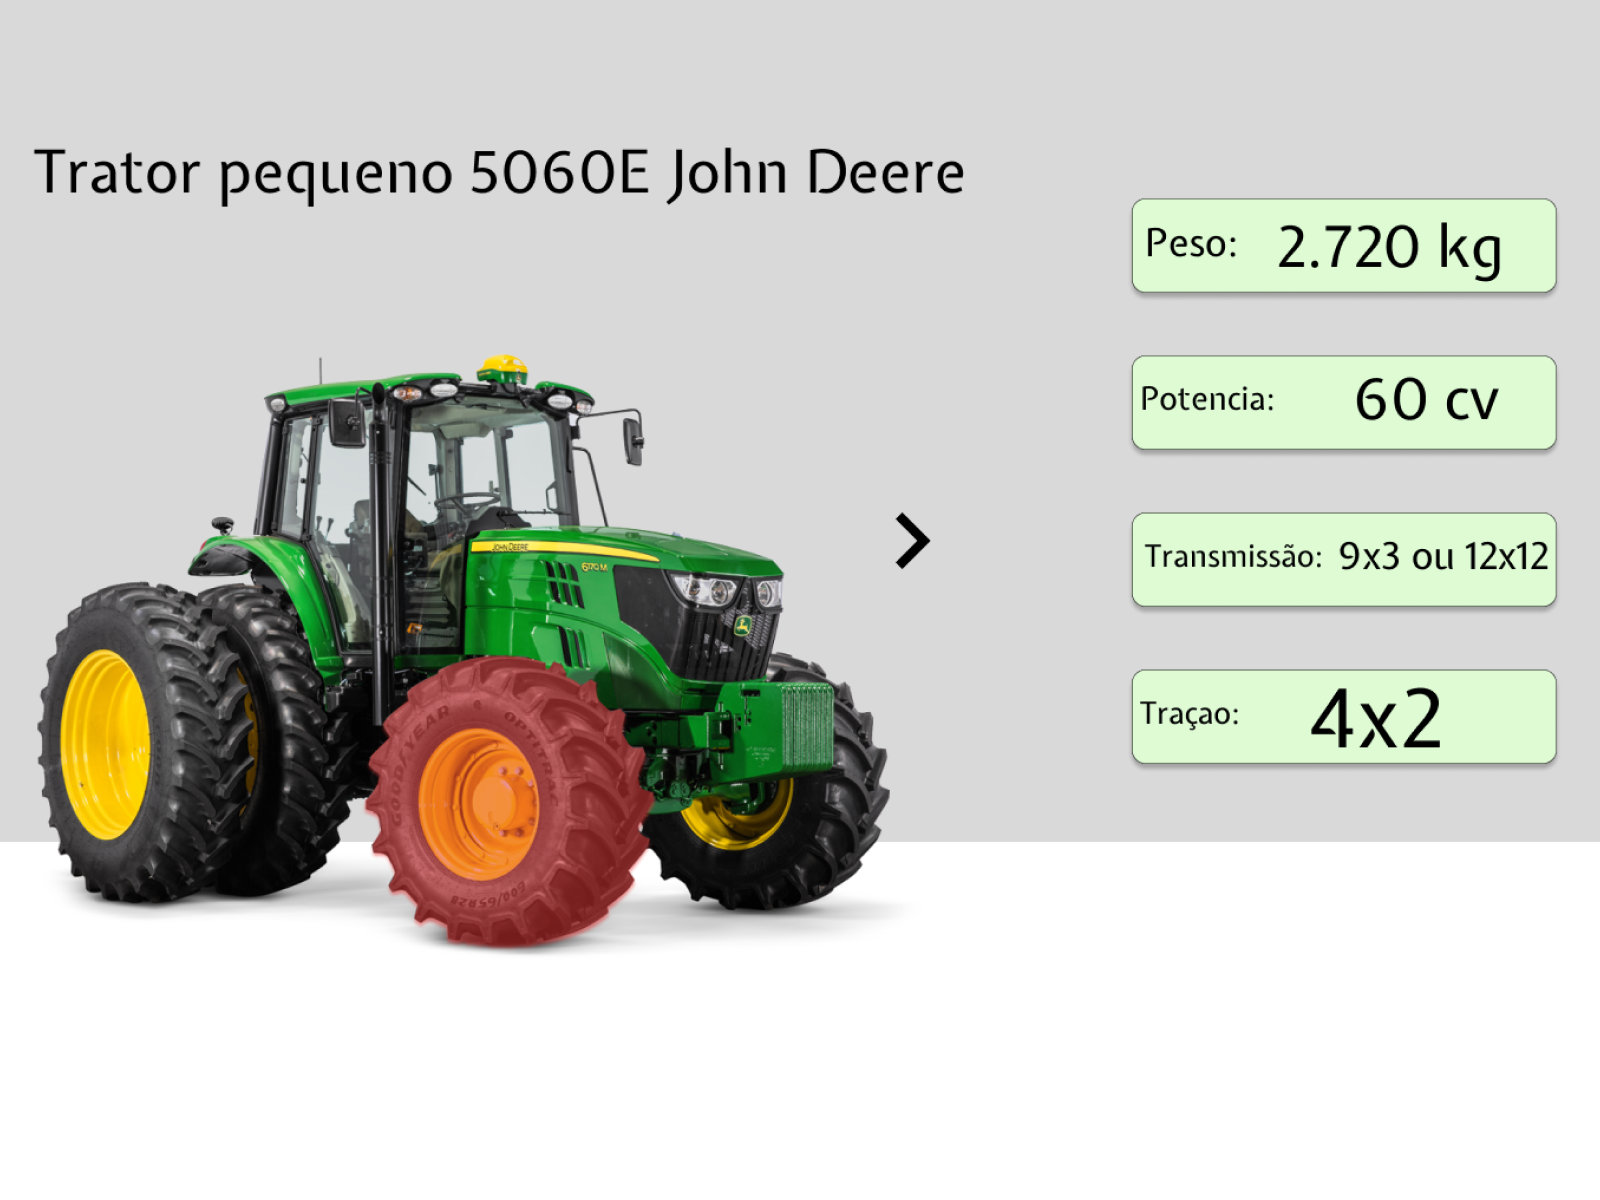 Trator pequeno 5060E John Deere
Peso: 2.720 kg
Potencia: 60 cv
Transmissão: 9x3 ou 12x12
Traçao: 4x2
JOHN DEERE
6170 M
GOODYEAR & OPTITRAC
600/65R28